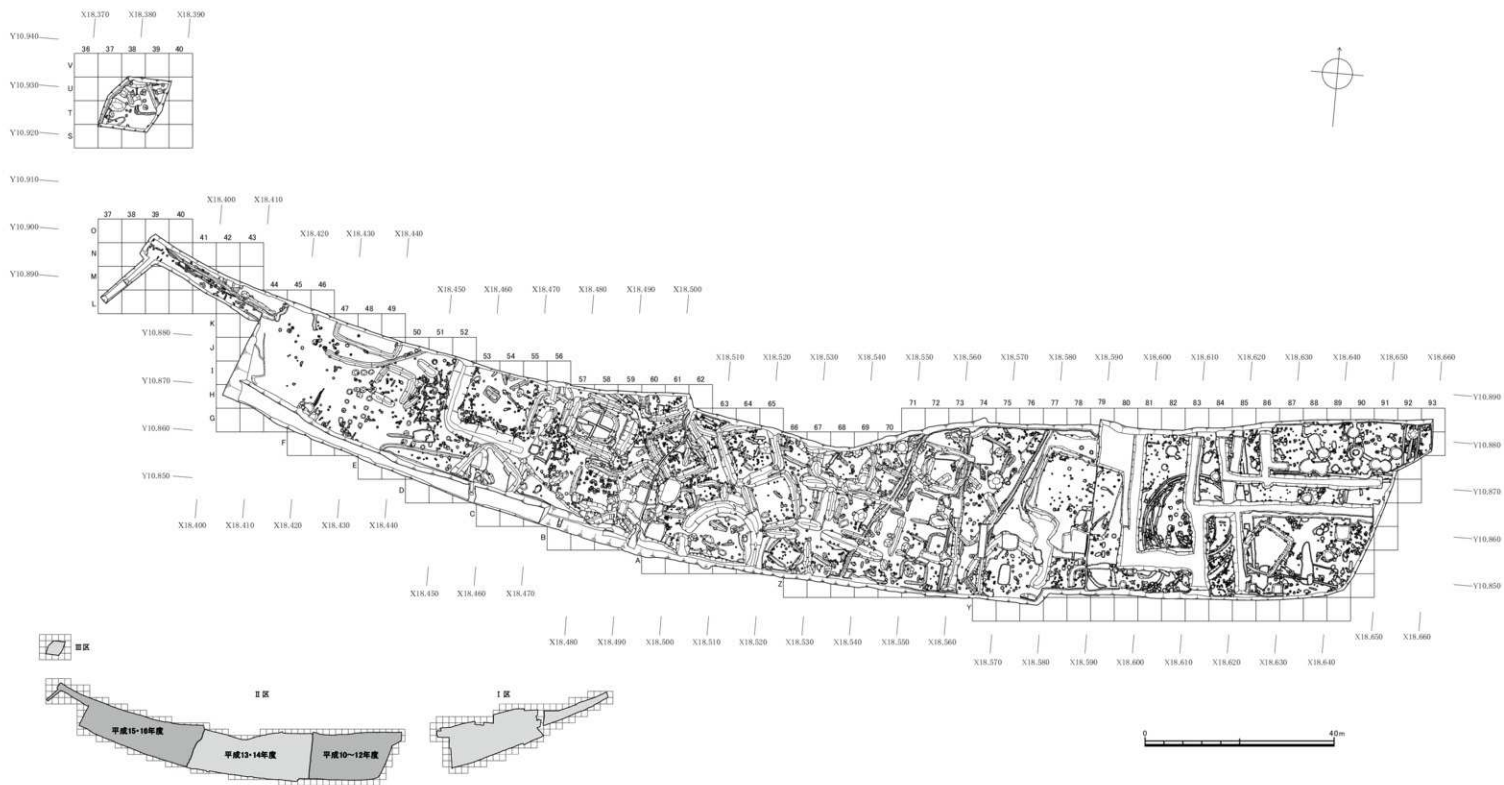 X18.370 X18.380 X18.390
Y10.940
36 37 38 39 40
V
Y10.930
U
T
Y10.920
S
Y10.910
X18.400 X18.410
37 38 39 40
Y10.900
O
41 42 43
N
X18.420 X18.430 X18.440
M
Y10.890
L
44 45 46
X18.450 X18.460 X18.470 X18.480 X18.490 X18.500
47 48 49
K
Y10.880
50 51 52
J
53 54 55 56
I
X18.510 X18.520 X18.530 X18.540 X18.550 X18.560 X18.570 X18.580 X18.590 X18.600 X18.610 X18.620 X18.630 X18.640 X18.650 X18.660
Y10.870
57 58 59 60 61 62
H
Y10.890
63 64 65
71 72 73 74 75 76 77 78 79 80 81 82 83 84 85 86 87 88 89 90 91 92 93
G
Y10.860
66 67 68 69 70
F
Y10.880
E
Y10.850
D
Y10.870
X18.400 X18.410 X18.420 X18.430 X18.440
C
B
Y10.860
A
Z
Y10.850
X18.450 X18.460 X18.470
Y
X18.480 X18.490 X18.500 X18.510 X18.520 X18.530 X18.540 X18.550 X18.560
X18.650 X18.660
X18.570 X18.580 X18.590 X18.600 X18.610 X18.620 X18.630 X18.640
Ⅲ区
Ⅱ区
Ⅰ区
平成15・16年度
平成13・14年度
平成10～12年度
0 40m